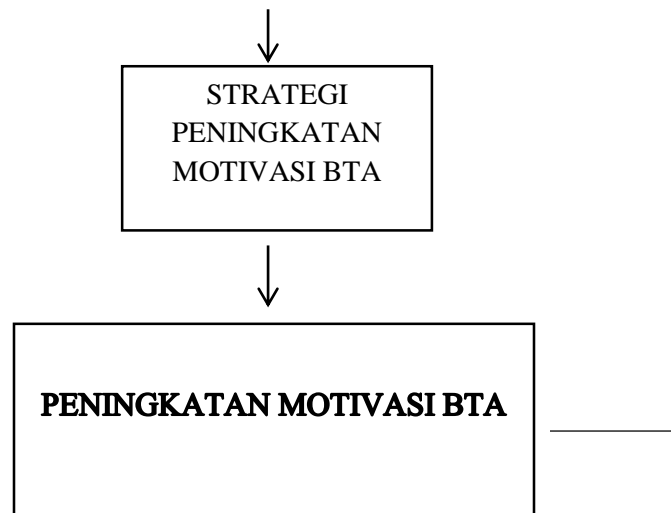 STRATEGI
PENINGKATAN
MOTIVASI BTA
PENINGKATAN MOTIVASI BTA